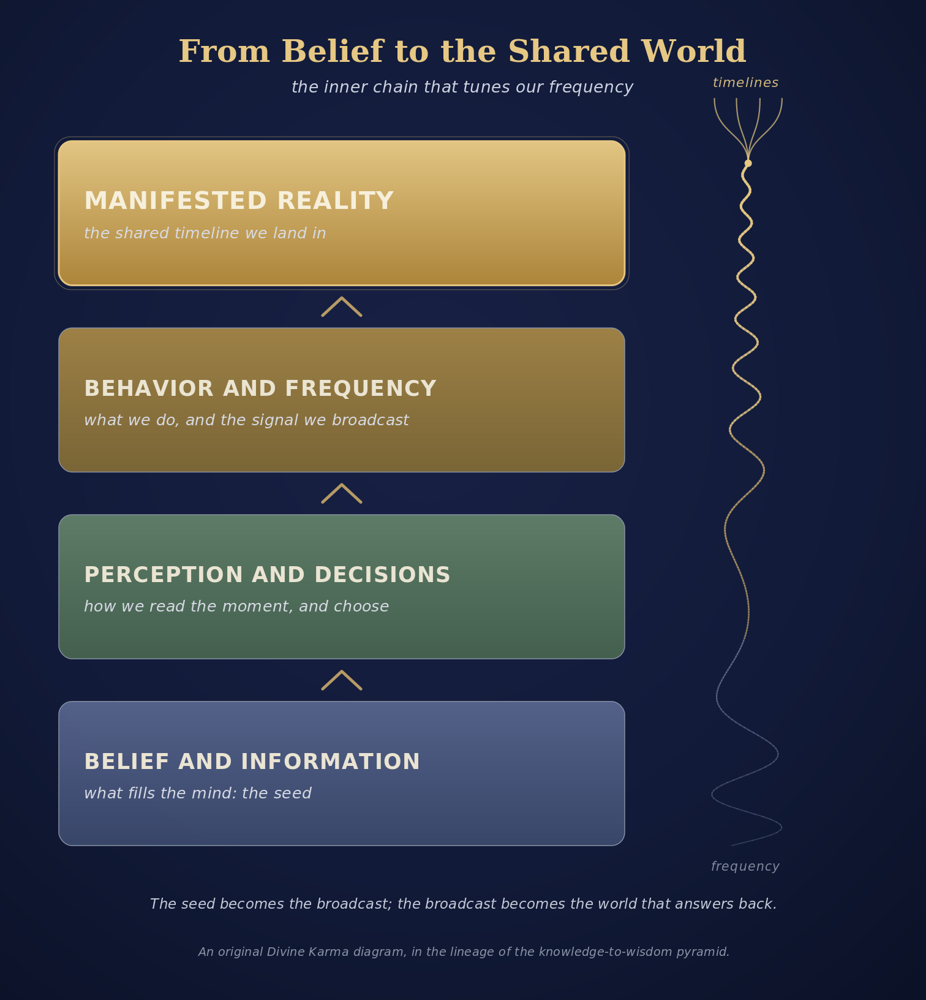 From Belief to the Shared World
the inner chain that tunes our frequency
timelines
MANIFESTED REALITY
the shared timeline we land in
BEHAVIOR AND FREQUENCY
what we do, and the signal we broadcast
PERCEPTION AND DECISIONS
how we read the moment, and choose
BELIEF AND INFORMATION
what fills the mind: the seed
frequency
The seed becomes the broadcast; the broadcast becomes the world that answers back.
An original Divine Karma diagram, in the lineage of the knowledge-to-wisdom pyramid.